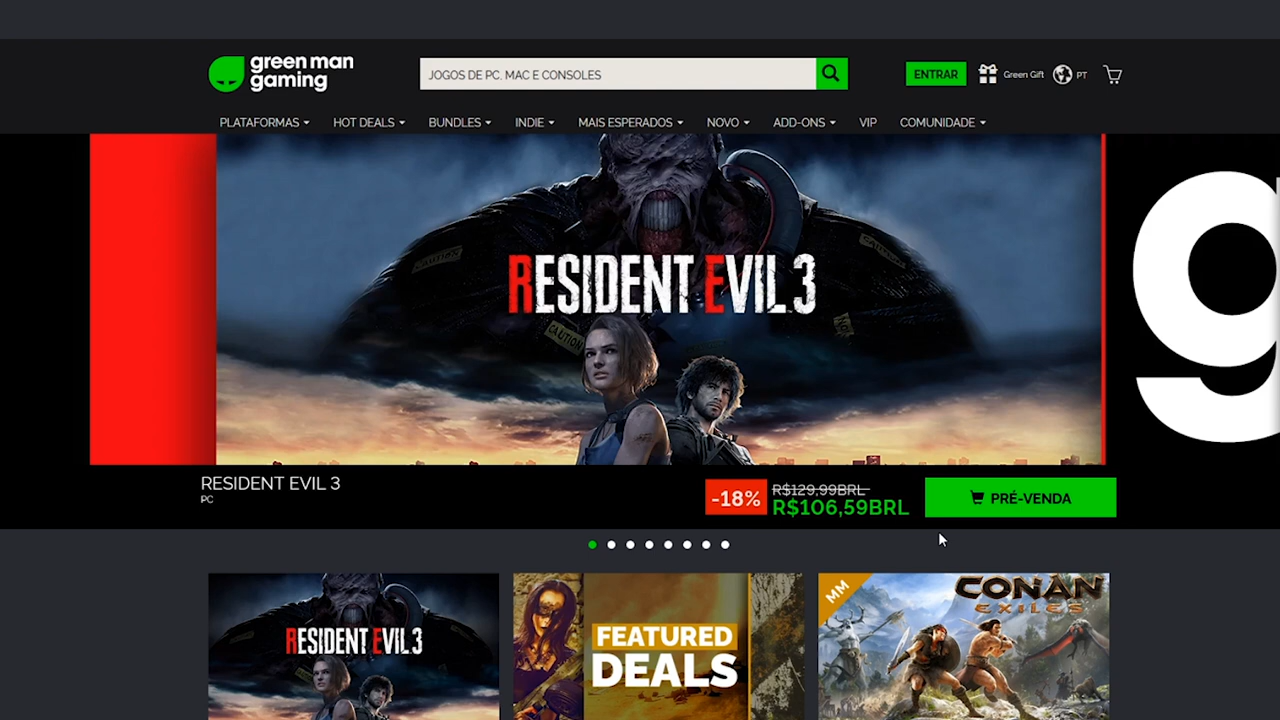 green man
gaming
JOGOS DE PC, MAC E CONSOLES
ENTRAR
Green Gift
PT
PLATAFORMAS
HOT DEALS
BUNDLES
INDIE
MAIS ESPERADOS
NOVO
ADD-ONS
VIP
COMUNIDADE
CAUTION
RESIDENT EVIL 3
CAUTION
g
RESIDENT EVIL 3
PC
-18%
R$129,99BRL
R$106,59BRL
PRÉ-VENDA
RESIDENT EVIL 3
FEATURED
DEALS
MM
CONAN
EXILES